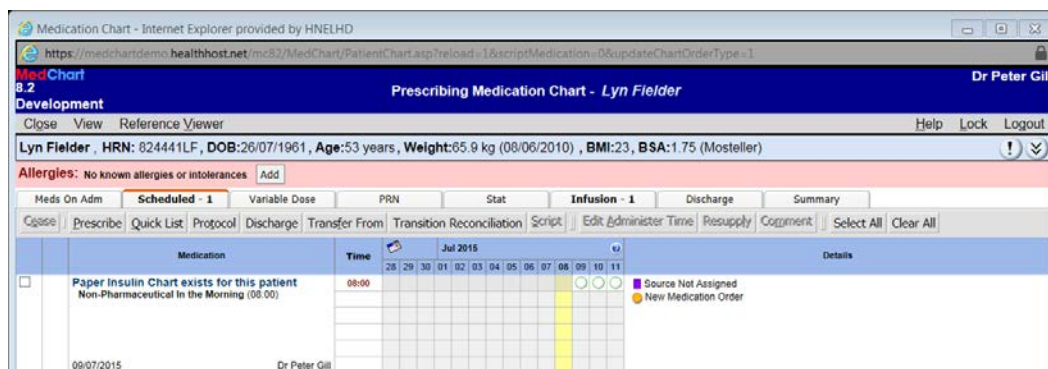 Medication Chart - Internet Explorer provided by HNELHD
https://medchartdemo.healthhost.net/mc82/MedChart/PatientChart.asp?reload=1&scriptMedication=0&updateChartOrderType=1
MedChart
8.2
Development
Prescribing Medication Chart - Lyn Fielder
Dr Peter Gil
Close View Reference Viewer Help Lock Logout
Lyn Fielder , HRN: 824441LF, DOB:26/07/1961, Age:53 years, Weight:65.9 kg (08/06/2010) , BMI:23, BSA:1.75 (Mosteller)
Allergies: No known allergies or intolerances Add
Meds On Adm Scheduled - 1 Variable Dose PRN Stat Infusion - 1 Discharge Summary
Cease Prescribe Quick List Protocol Discharge Transfer From Transition Reconciliation Script Edit Administer Time Resupply Comment Select All Clear All
Medication Time Jul 2015 Details
28 29 30 01 02 03 04 05 06 07 08 09 10 11
Paper Insulin Chart exists for this patient 08:00 Source Not Assigned
Non-Pharmaceutical In the Morning (08:00) New Medication Order
09/07/2015 Dr Peter Gill